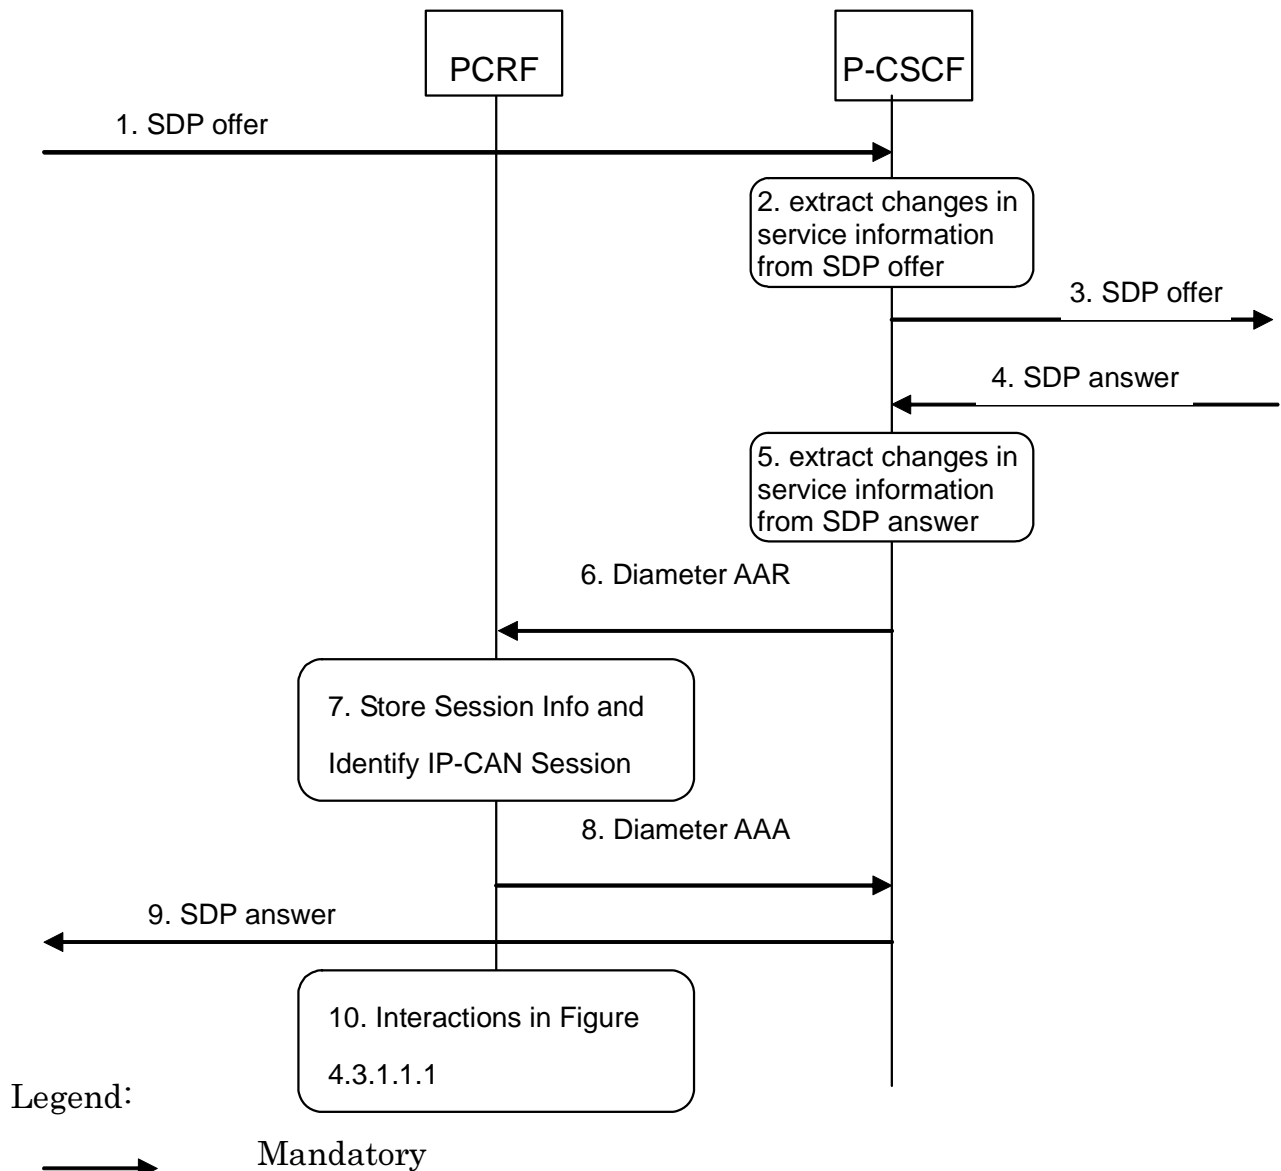 PCRF
P-CSCF
1. SDP offer
2. extract changes in
service information
from SDP offer
3. SDP offer
4. SDP answer
5. extract changes in
service information
from SDP answer
6. Diameter AAR
7. Store Session Info and
Identify IP-CAN Session
8. Diameter AAA
9. SDP answer
10. Interactions in Figure
4.3.1.1.1
Legend:
Mandatory